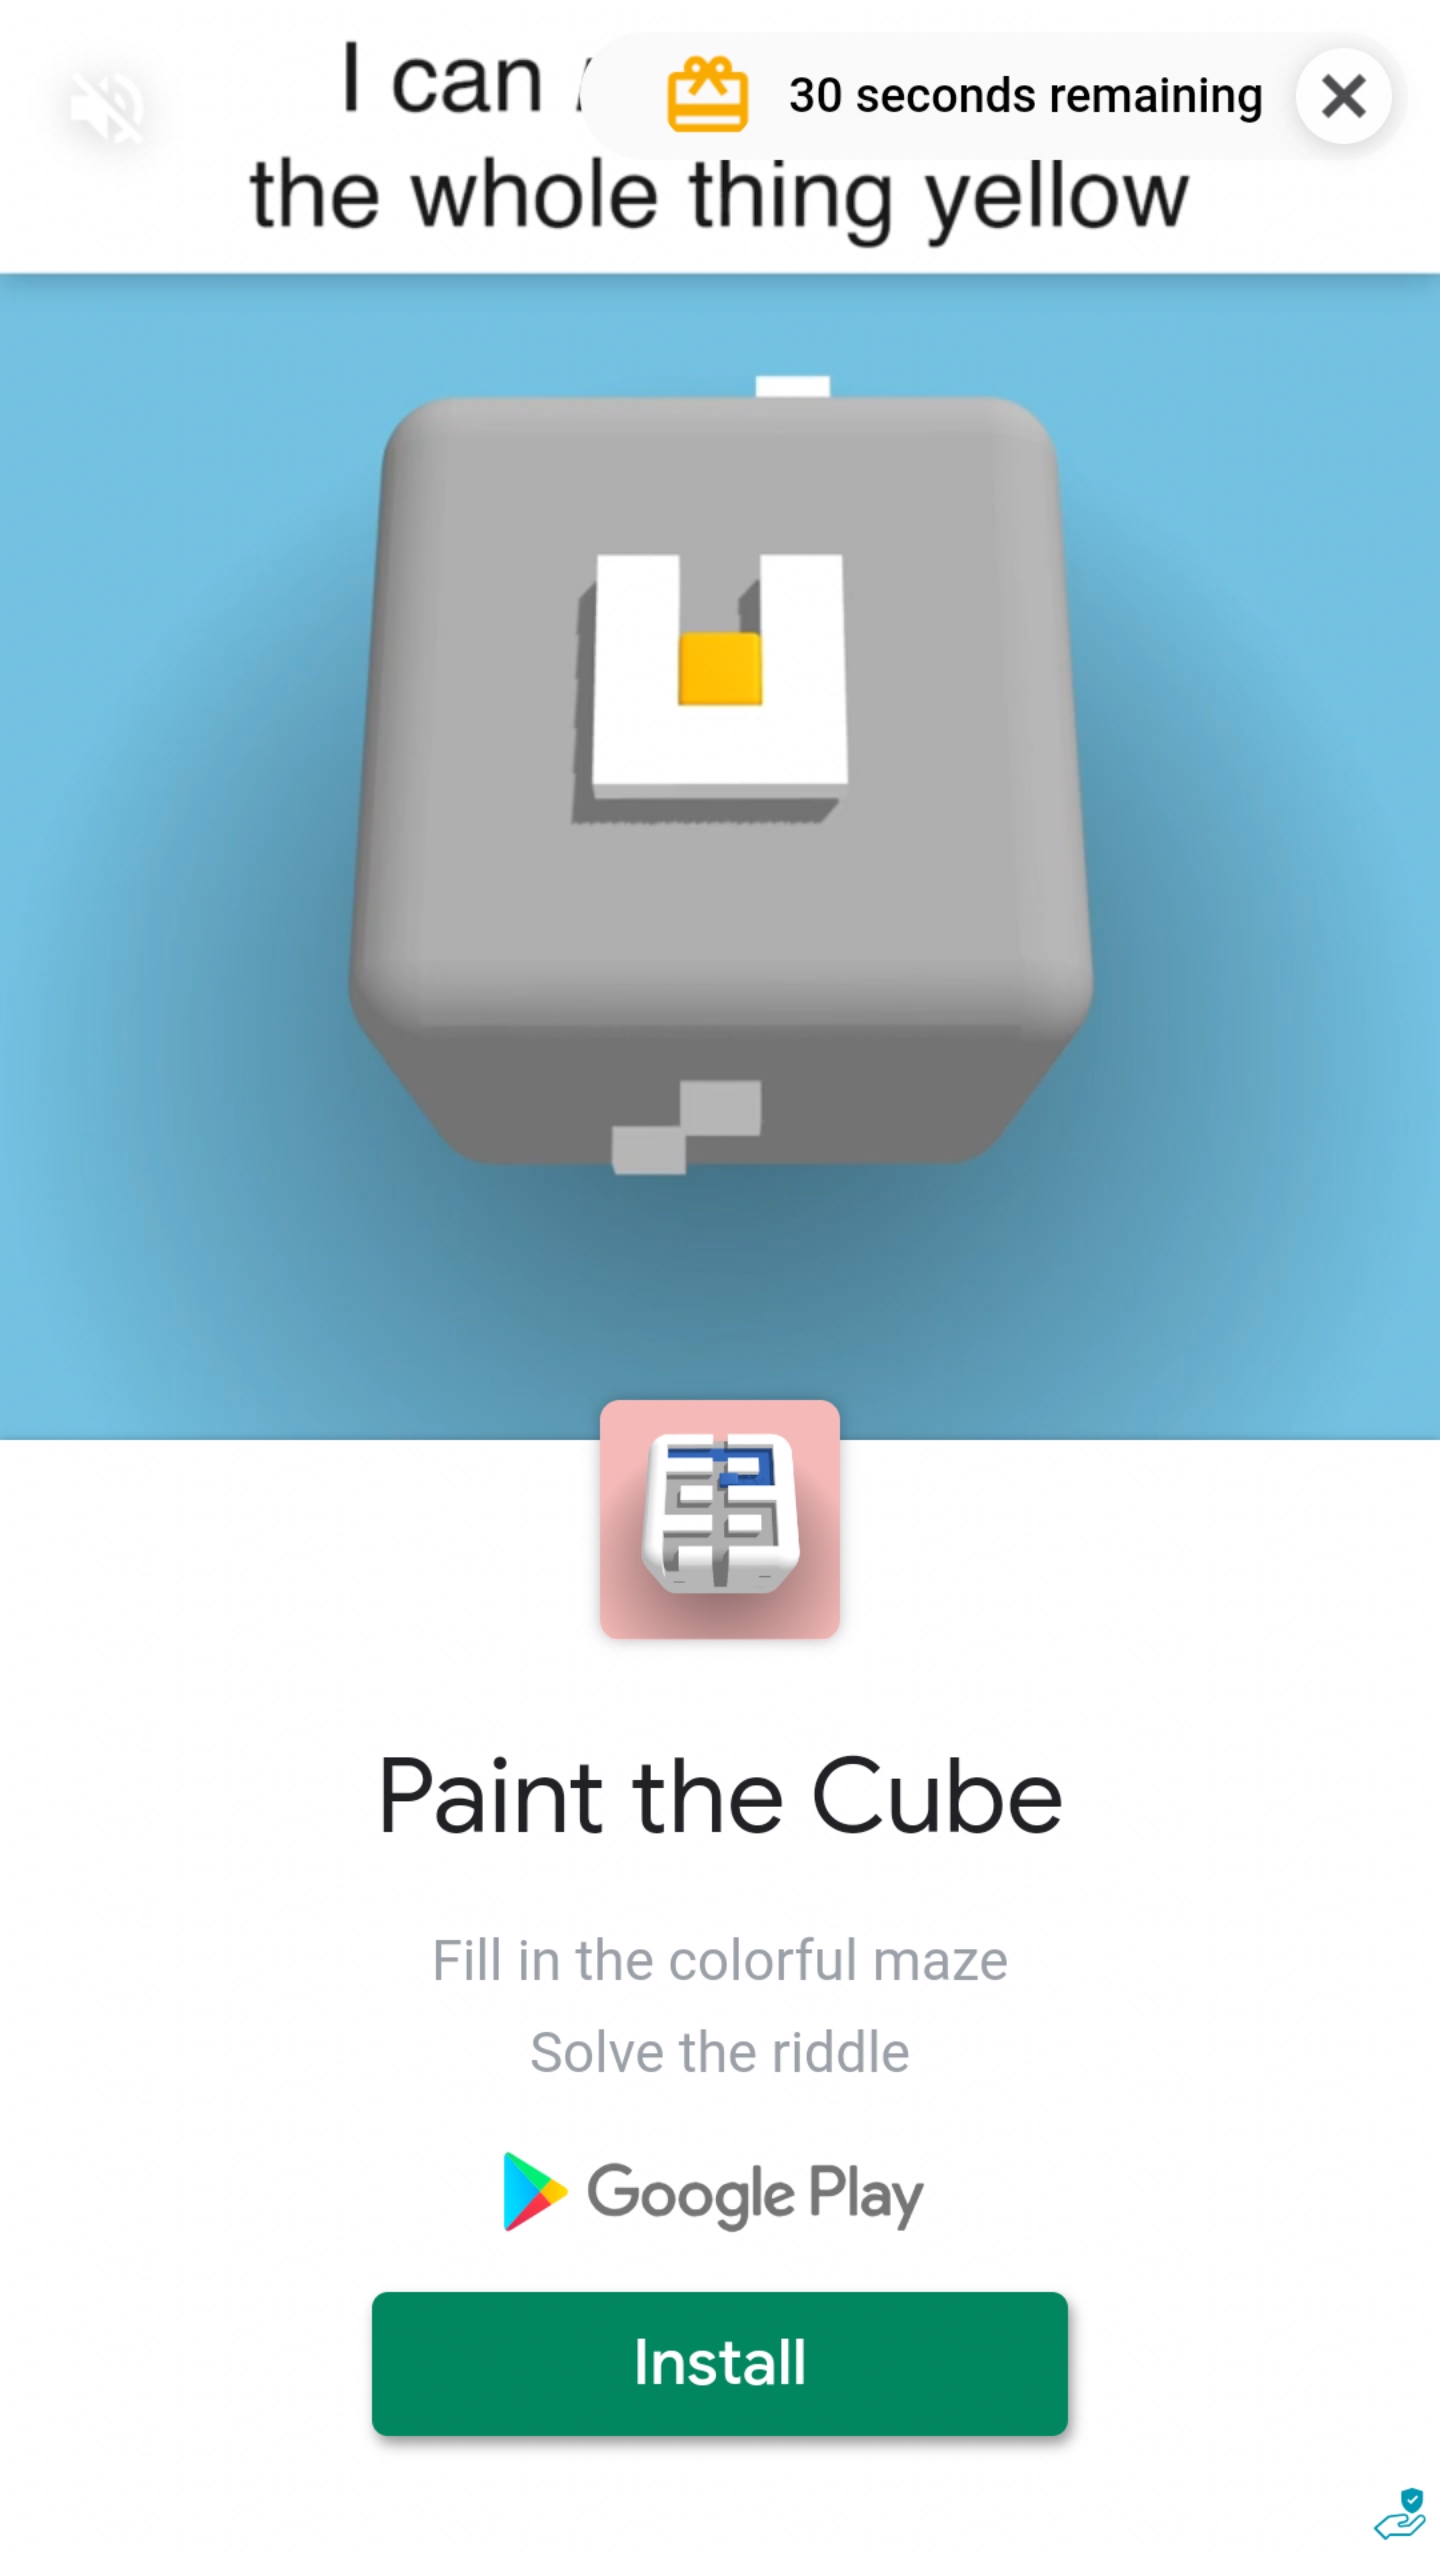 I can
30 seconds remaining
the whole thing yellow
Paint the Cube
Fill in the colorful maze
Solve the riddle
Google Play
Install